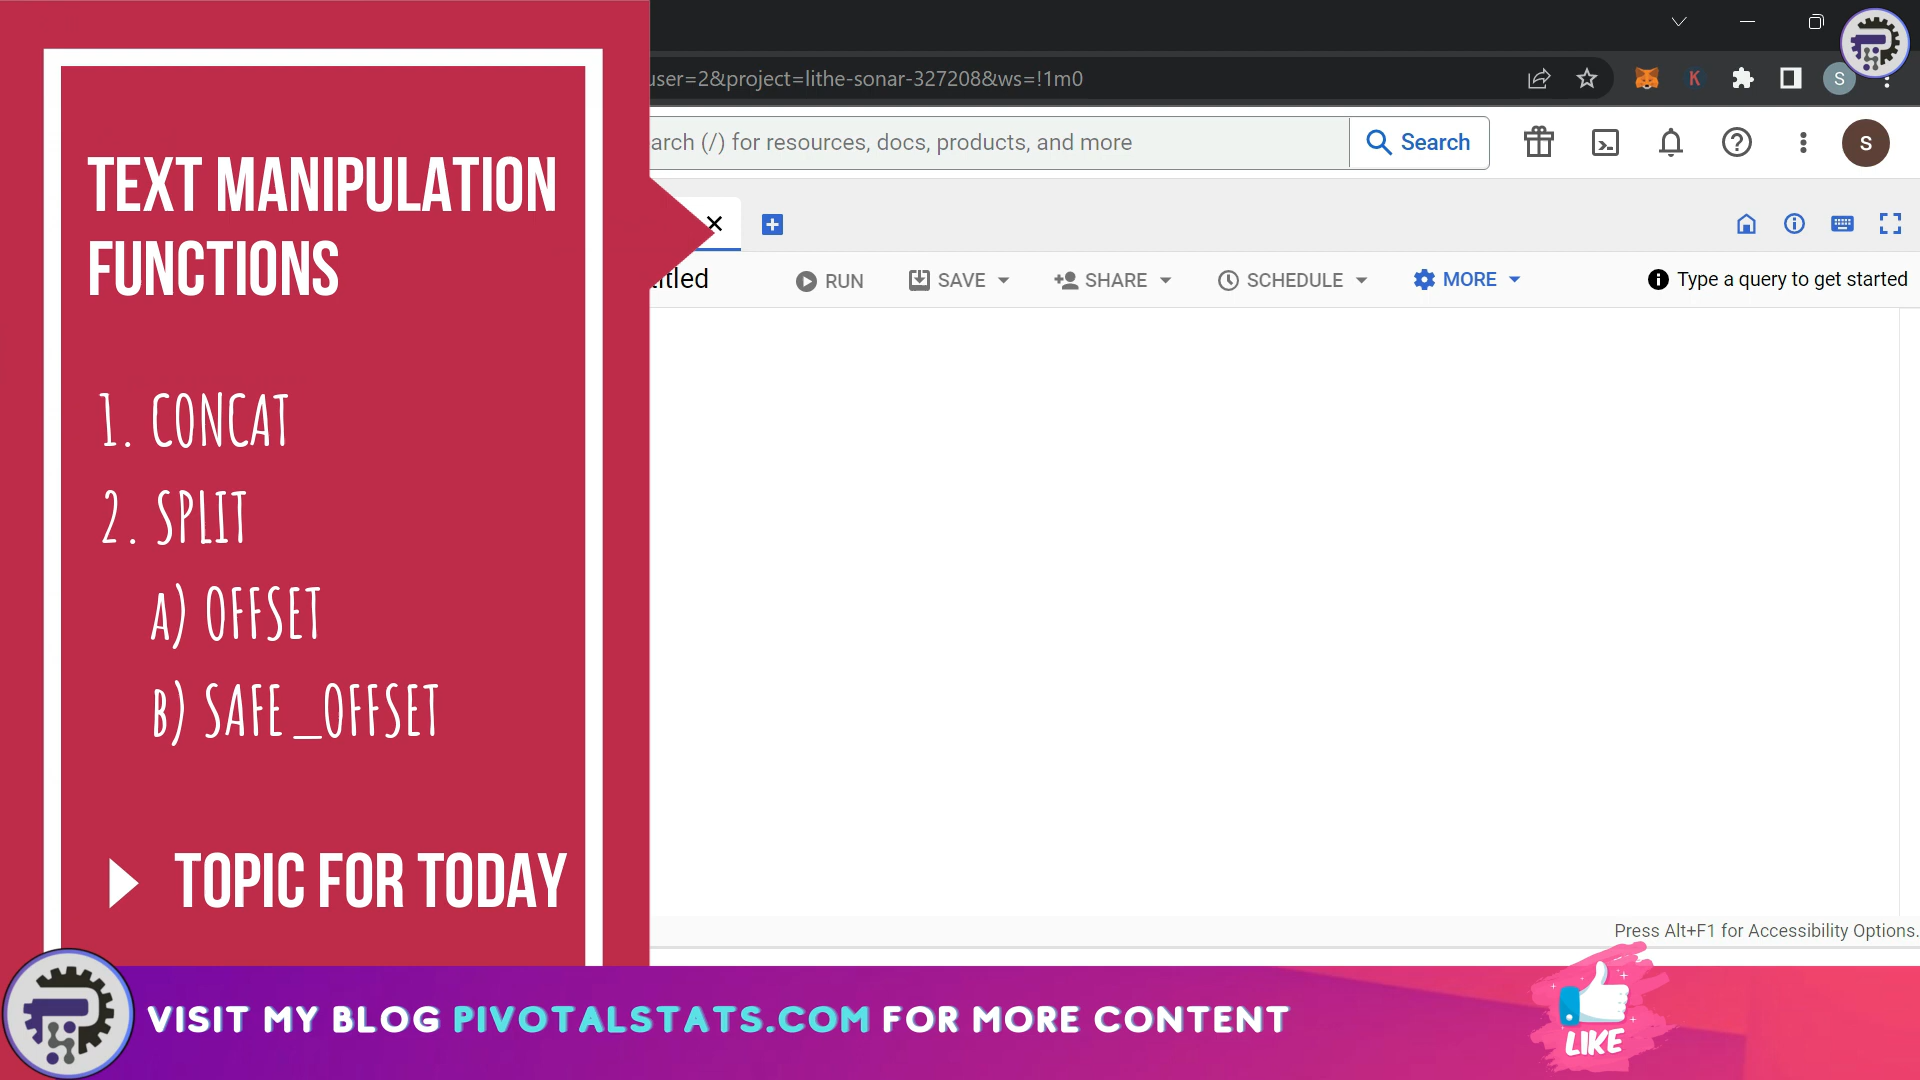 TEXT MANIPULATION
FUNCTIONS
1. CONCAT
2. SPLIT
A) OFFSET
B) SAFE_OFFSET
TOPIC FOR TODAY
user=2&project=lithe-sonar-327208&ws=!1m0
K
S
arch (/) for resources, docs, products, and more
Search
S
titled
RUN
SAVE
SHARE
SCHEDULE
MORE
Type a query to get started
Press Alt+F1 for Accessibility Options.
VISIT MY BLOG PIVOTALSTATS.COM FOR MORE CONTENT
LIKE